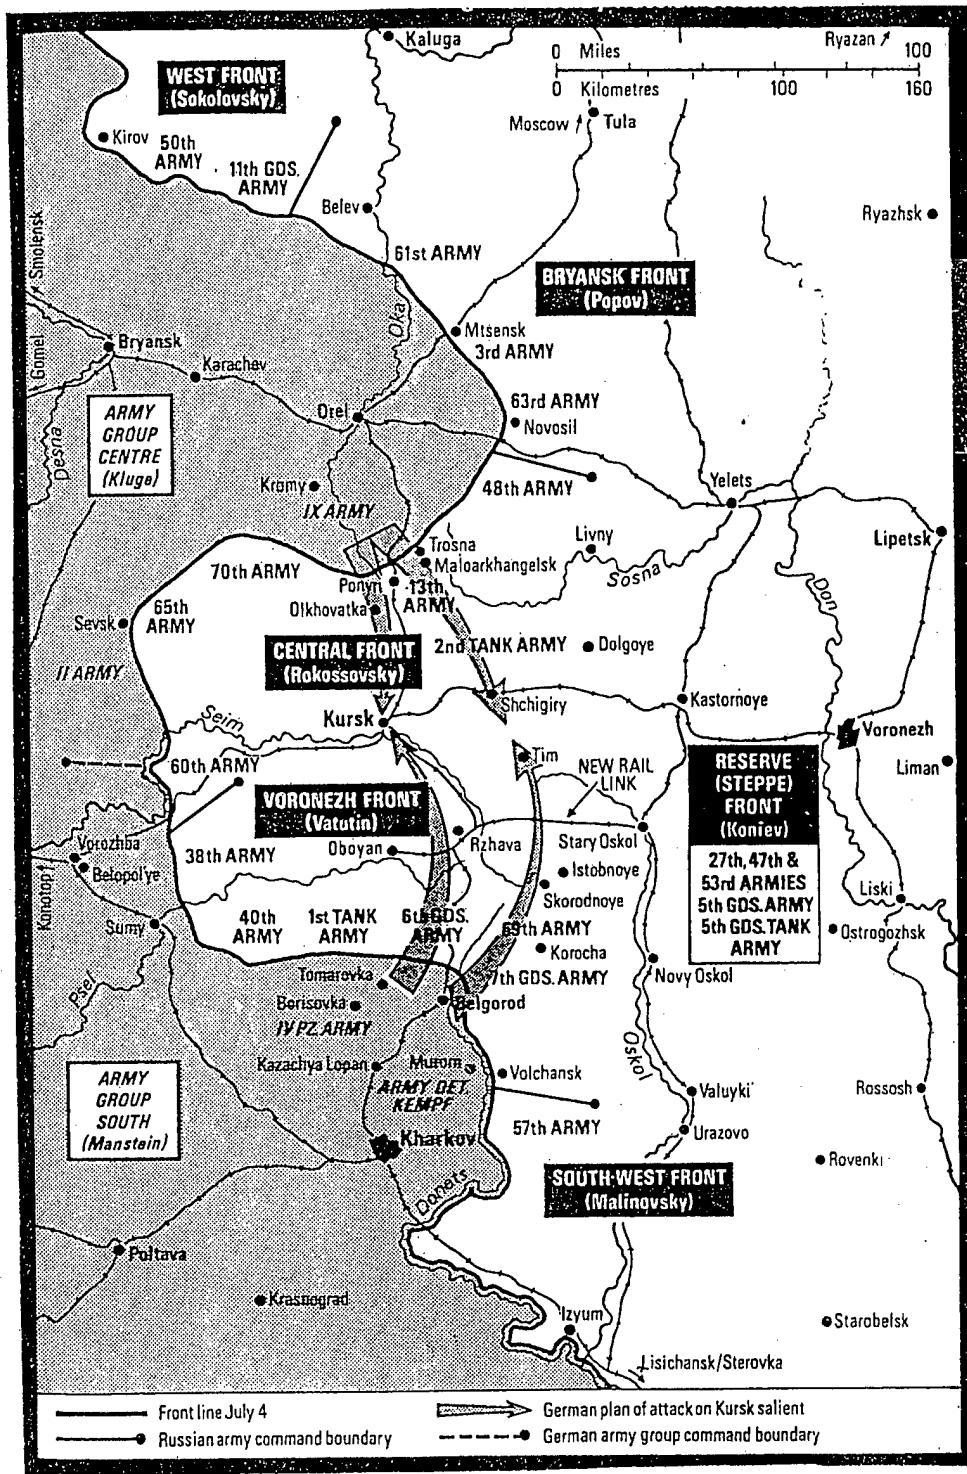 Kaluga
0 Miles 100
Ryazan
0 Kilometres 100 160
WEST FRONT
(Sokolovsky)
Moscow
Tula
Kirov
50th
ARMY
11th GDS.
ARMY
Belev
Ryazhsk
Smolensk
61st ARMY
BRYANSK FRONT
(Popov)
Oka
Gomel
Bryansk
Mtsensk
3rd ARMY
Karachev
ARMY
GROUP
CENTRE
(Kluge)
Desna
Orel
63rd ARMY
Novosil
Kromy
IX ARMY
48th ARMY
Yelets
Lipetsk
Livny
Sosna
Trosna
Maloarkhangelsk
70th ARMY
Ponyri
13th
ARMY
Olkhovatka
Don
65th
ARMY
Sevsk
II ARMY
CENTRAL FRONT
(Rokossovsky)
2nd TANK ARMY
Dolgoye
Shchigiry
Kastornoye
Seim
Kursk
Voronezh
Tim
60th ARMY
NEW RAIL
LINK
RESERVE
(STEPPE)
FRONT
(Koniev)
27th, 47th &
53rd ARMIES
5th GDS. ARMY
5th GDS. TANK
ARMY
Liman
VORONEZH FRONT
(Vatutin)
Vorozhba
Belopol'ye
Konotop
38th ARMY
Oboyan
Rzhava
Stary Oskol
Istobnoye
Skorodnoye
Liski
Ostrogozhsk
Sumy
40th
ARMY
1st TANK
ARMY
6th GDS.
ARMY
69th ARMY
Korocha
7th GDS. ARMY
Novy Oskol
Psel
Tomarovka
Borisovka
IV PZ. ARMY
Belgorod
Oskol
Kazachya Lopan
Murom
ARMY DET.
KEMPF
Volchansk
Valuyki
Rossosh
ARMY
GROUP
SOUTH
(Manstein)
57th ARMY
Urazovo
Kharkov
Rovenki
Donets
SOUTH-WEST FRONT
(Malinovsky)
Poltava
Krasnograd
Izyum
Starobelsk
Lisichansk/Sterovka
Front line July 4
German plan of attack on Kursk salient
Russian army command boundary
German army group command boundary